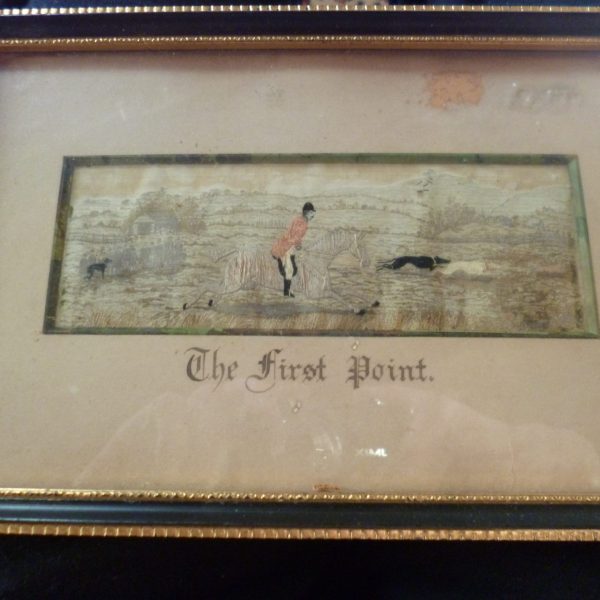 The First Point.